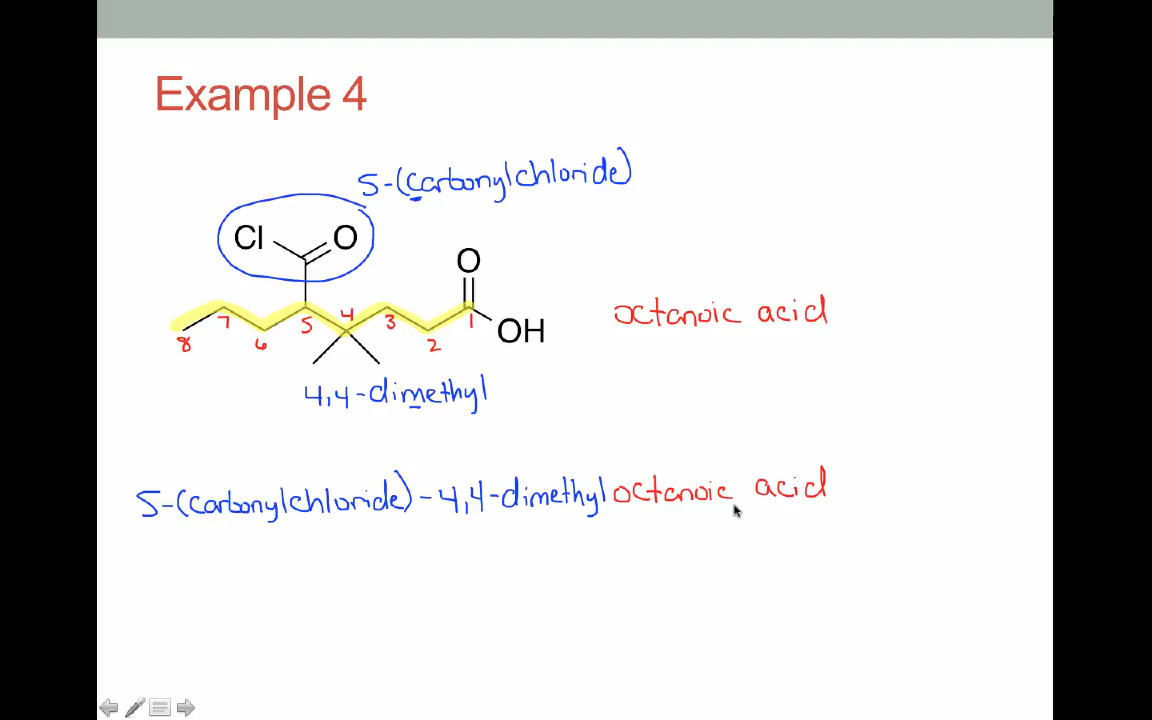 Example 4
5-(carbonylchloride)
Cl O
O
octanoic acid
8 7 6 5 4 3 2 1
OH
4,4-dimethyl
5-(carbonylchloride)-4,4-dimethyloctanoic acid